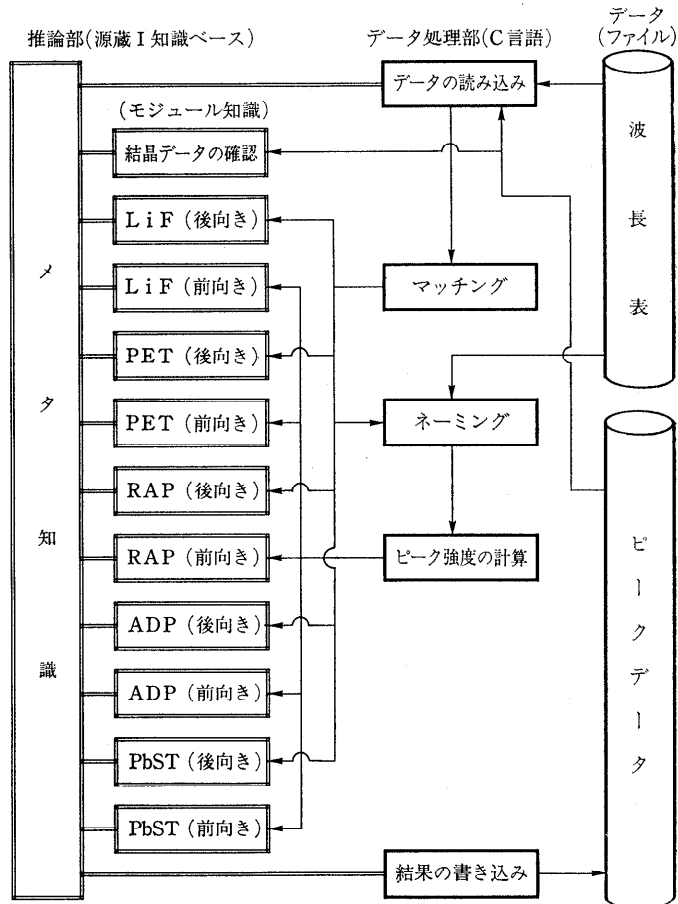 データ
(ファイル)
推論部(源蔵Ⅰ知識ベース)
データ処理部(C言語)
メタ知識
(モジュール知識)
結晶データの確認
LiF (後向き)
LiF (前向き)
PET (後向き)
PET (前向き)
RAP (後向き)
RAP (前向き)
ADP (後向き)
ADP (前向き)
PbST (後向き)
PbST (前向き)
データの読み込み
マッチング
ネーミング
ピーク強度の計算
結果の書き込み
波長表
ピークデータ